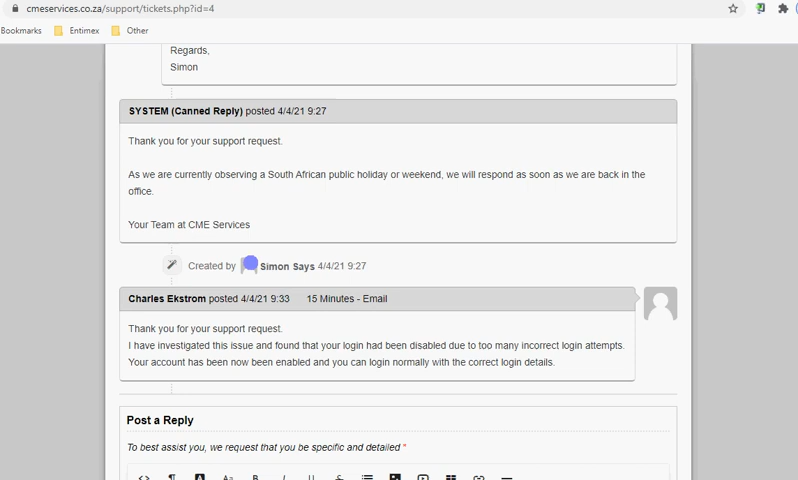 cmeservices.co.za/support/tickets.php?id=4
Bookmarks Entimex Other
Regards,
Simon
SYSTEM (Canned Reply) posted 4/4/21 9:27
Thank you for your support request.
As we are currently observing a South African public holiday or weekend, we will respond as soon as we are back in the
office.
Your Team at CME Services
Created by Simon Says 4/4/21 9:27
Charles Ekstrom posted 4/4/21 9:33 15 Minutes - Email
Thank you for your support request.
I have investigated this issue and found that your login had been disabled due to too many incorrect login attempts.
Your account has been now been enabled and you can login normally with the correct login details.
Post a Reply
To best assist you, we request that you be specific and detailed *